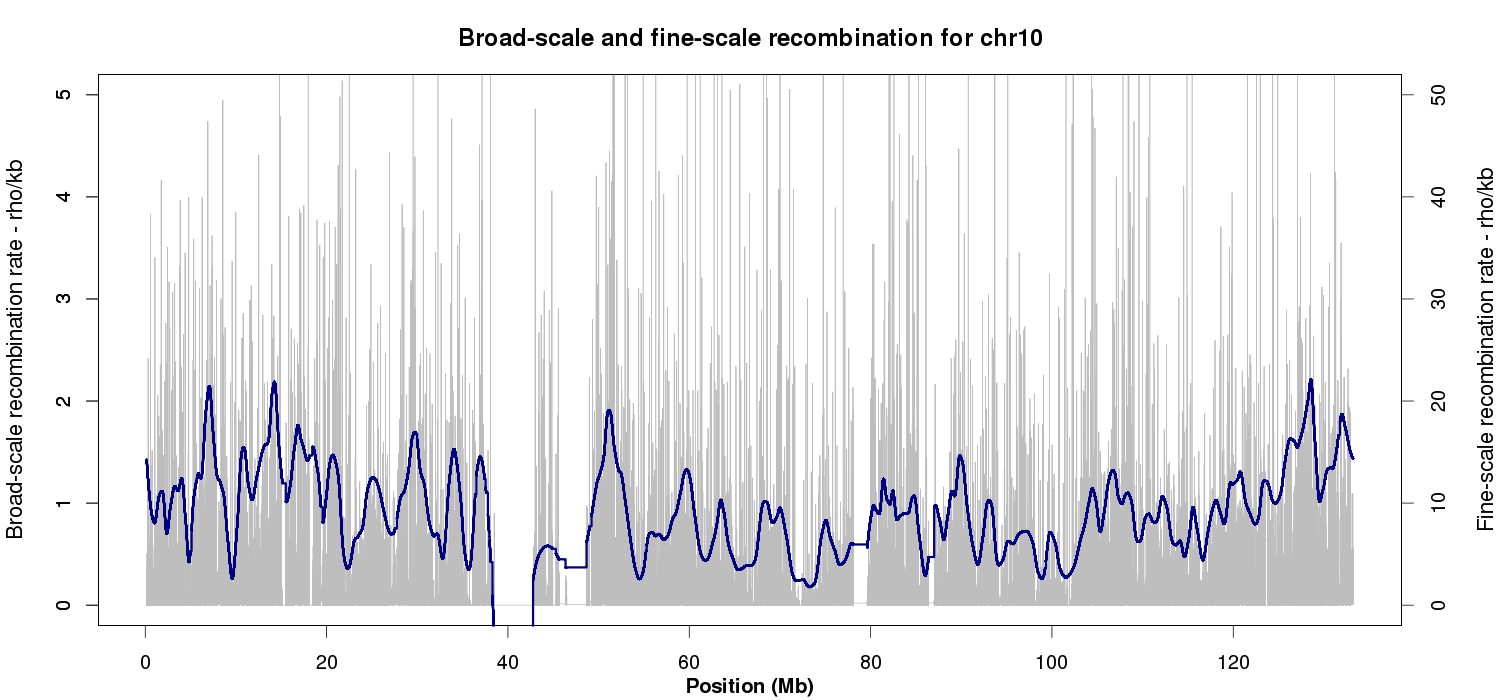 Broad-scale and fine-scale recombination for chr10
Broad-scale recombination rate - rho/kb
5
4
3
2
1
0
50
40
30
20
10
0
Fine-scale recombination rate - rho/kb
0 20 40 60 80 100 120
Position (Mb)